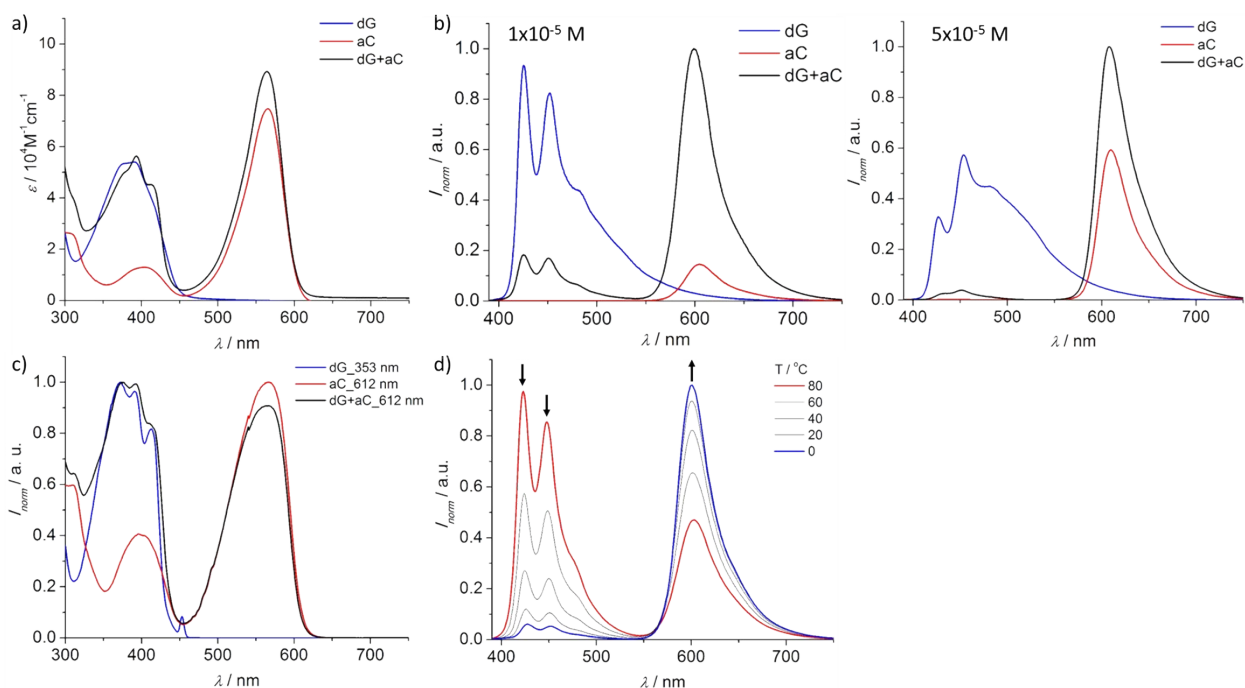 a)
dG
aC
dG+aC
ε / 10⁴M⁻¹cm⁻¹
10
8
6
4
2
0
300 400 500 600 700
λ / nm
b)
1x10⁻⁵ M
dG
aC
dG+aC
I norm / a.u.
1.0
0.8
0.6
0.4
0.2
0.0
400 500 600 700
λ / nm
5x10⁻⁵ M
dG
aC
dG+aC
I norm / a.u.
1.0
0.8
0.6
0.4
0.2
0.0
400 500 600 700
λ / nm
c)
dG_353 nm
aC_612 nm
dG+aC_612 nm
I norm / a. u.
1.0
0.8
0.6
0.4
0.2
0.0
300 400 500 600 700
λ / nm
d)
T / °C
80
60
40
20
0
I norm / a.u.
1.0
0.8
0.6
0.4
0.2
0.0
400 500 600 700
λ / nm